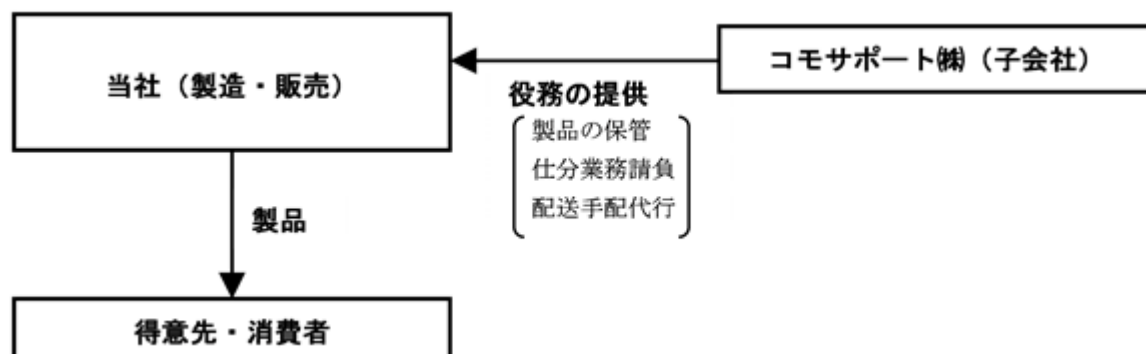 当社（製造・販売）
コモサポート㈱（子会社）
役務の提供
製品の保管
仕分業務請負
配送手配代行
製品
得意先・消費者